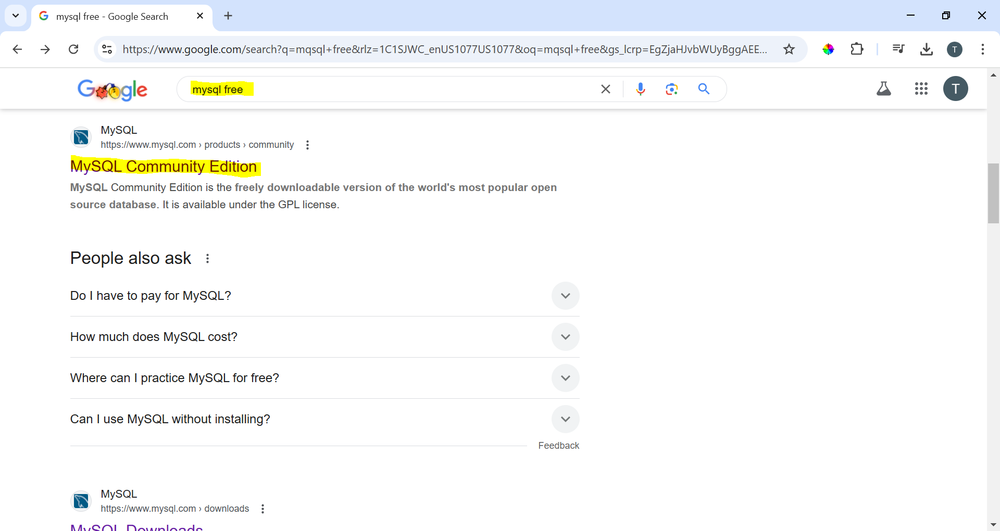 mysql free - Google Search
https://www.google.com/search?q=mqsql+free&rlz=1C1SJWC_enUS1077US1077&oq=mqsql+free&gs_lcrp=EgZjaHJvbWUyBggAEE...
T
Google
mysql free
T
MySQL
https://www.mysql.com › products › community
MySQL Community Edition
MySQL Community Edition is the freely downloadable version of the world's most popular open
source database. It is available under the GPL license.
People also ask
Do I have to pay for MySQL?
How much does MySQL cost?
Where can I practice MySQL for free?
Can I use MySQL without installing?
Feedback
MySQL
https://www.mysql.com › downloads
MySQL Downloads